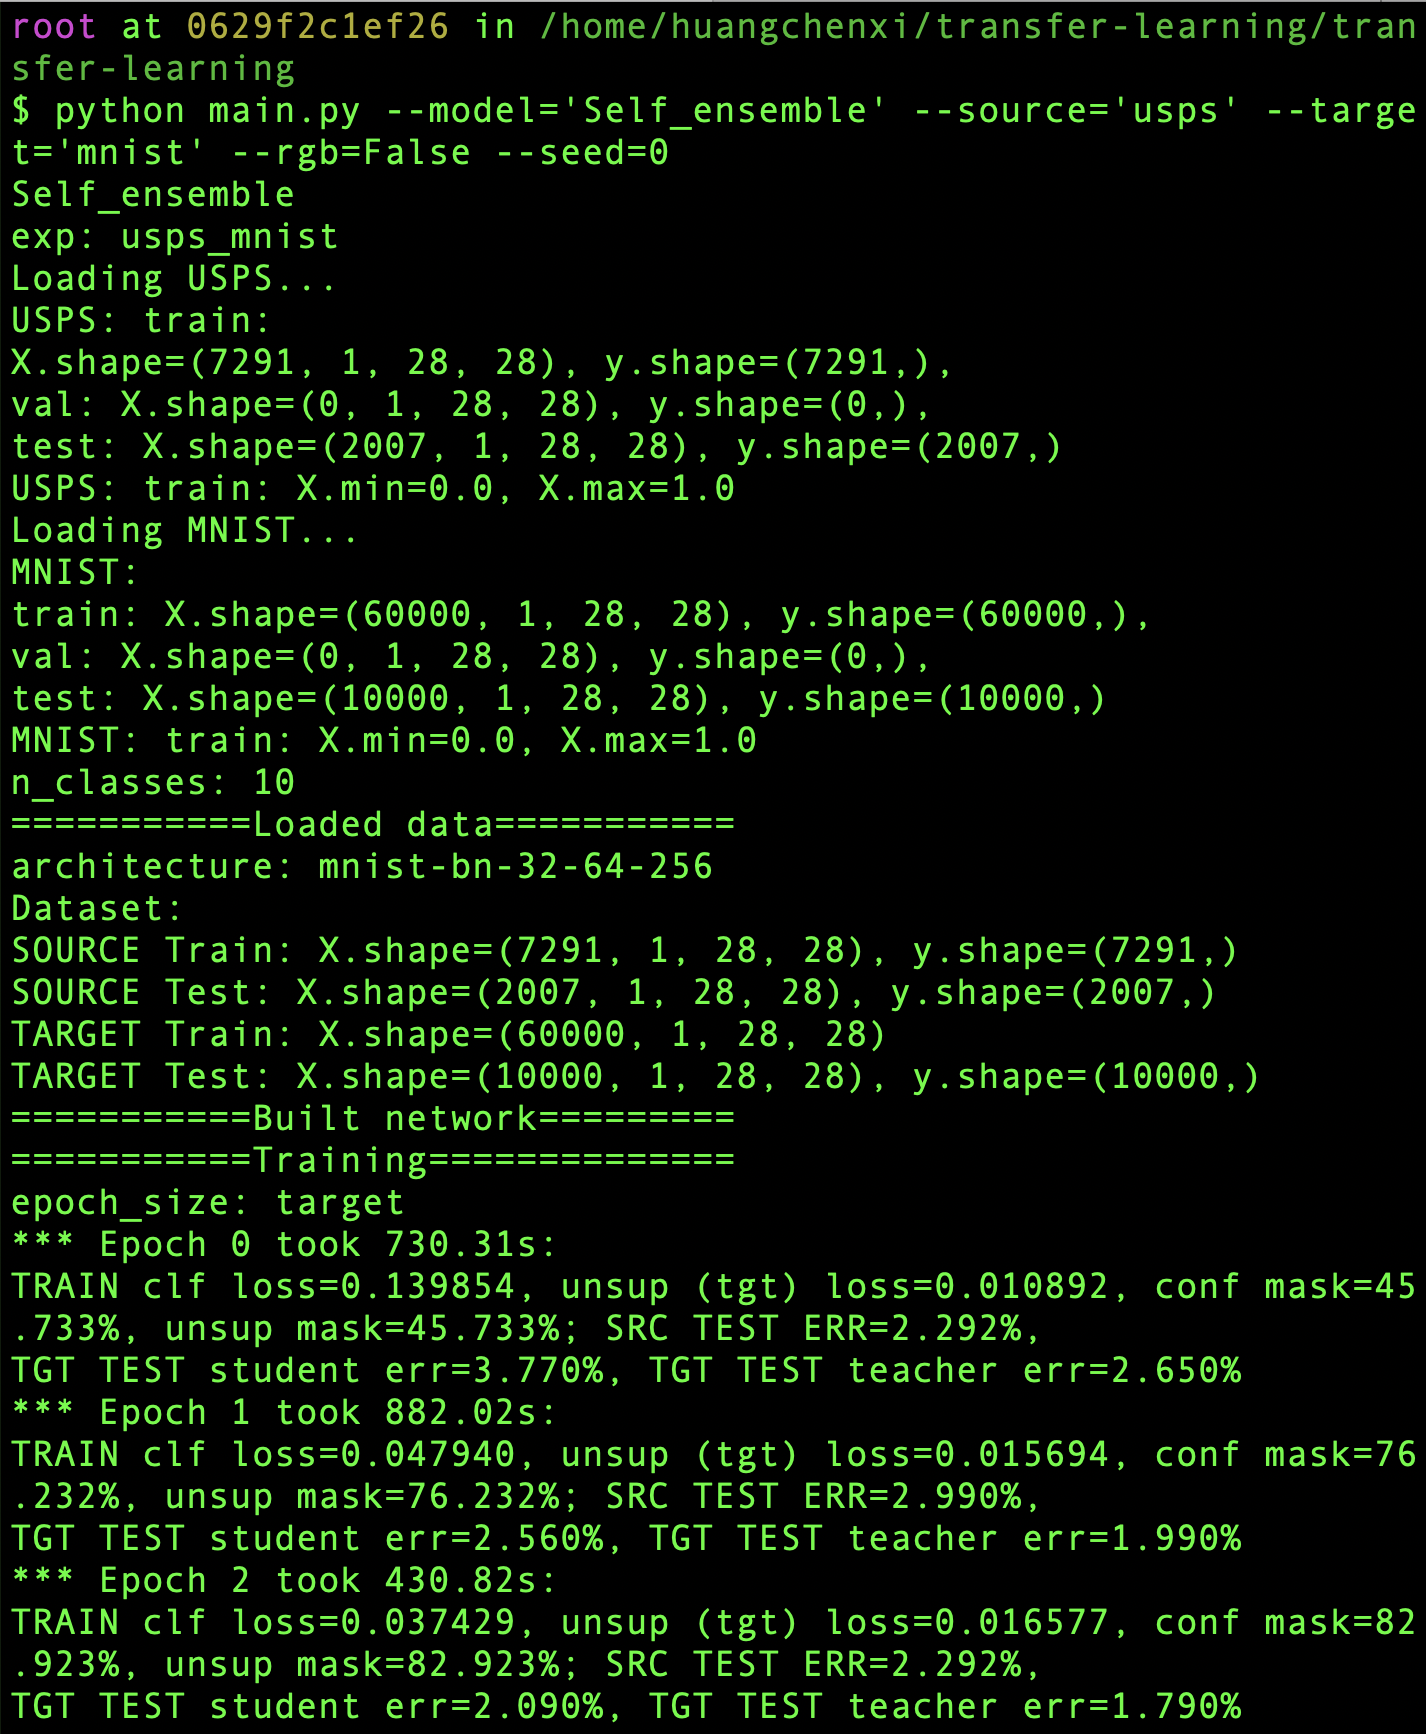 root at 0629f2c1ef26 in /home/huangchenxi/transfer-learning/tran
sfer-learning
$ python main.py --model='Self_ensemble' --source='usps' --targe
t='mnist' --rgb=False --seed=0
Self_ensemble
exp: usps_mnist
Loading USPS...
USPS: train:
X.shape=(7291, 1, 28, 28), y.shape=(7291,),
val: X.shape=(0, 1, 28, 28), y.shape=(0,),
test: X.shape=(2007, 1, 28, 28), y.shape=(2007,)
USPS: train: X.min=0.0, X.max=1.0
Loading MNIST...
MNIST:
train: X.shape=(60000, 1, 28, 28), y.shape=(60000,),
val: X.shape=(0, 1, 28, 28), y.shape=(0,),
test: X.shape=(10000, 1, 28, 28), y.shape=(10000,)
MNIST: train: X.min=0.0, X.max=1.0
n_classes: 10
===========Loaded data===========
architecture: mnist-bn-32-64-256
Dataset:
SOURCE Train: X.shape=(7291, 1, 28, 28), y.shape=(7291,)
SOURCE Test: X.shape=(2007, 1, 28, 28), y.shape=(2007,)
TARGET Train: X.shape=(60000, 1, 28, 28)
TARGET Test: X.shape=(10000, 1, 28, 28), y.shape=(10000,)
===========Built network=========
===========Training==============
epoch_size: target
*** Epoch 0 took 730.31s:
TRAIN clf loss=0.139854, unsup (tgt) loss=0.010892, conf mask=45
.733%, unsup mask=45.733%; SRC TEST ERR=2.292%,
TGT TEST student err=3.770%, TGT TEST teacher err=2.650%
*** Epoch 1 took 882.02s:
TRAIN clf loss=0.047940, unsup (tgt) loss=0.015694, conf mask=76
.232%, unsup mask=76.232%; SRC TEST ERR=2.990%,
TGT TEST student err=2.560%, TGT TEST teacher err=1.990%
*** Epoch 2 took 430.82s:
TRAIN clf loss=0.037429, unsup (tgt) loss=0.016577, conf mask=82
.923%, unsup mask=82.923%; SRC TEST ERR=2.292%,
TGT TEST student err=2.090%, TGT TEST teacher err=1.790%